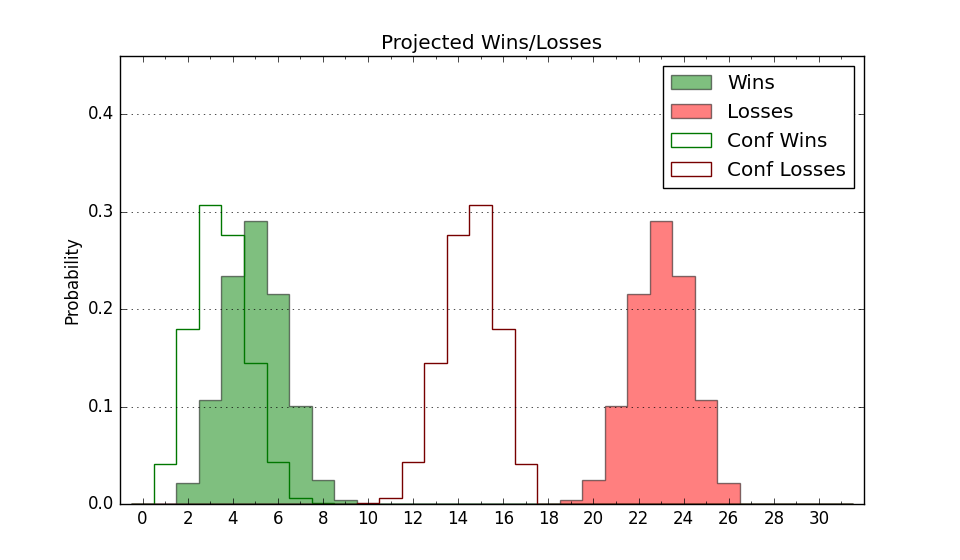 Projected Wins/Losses
Wins
Losses
Conf Wins
Conf Losses
Probability
0.4
0.3
0.2
0.1
0.0
0 2 4 6 8 10 12 14 16 18 20 22 24 26 28 30